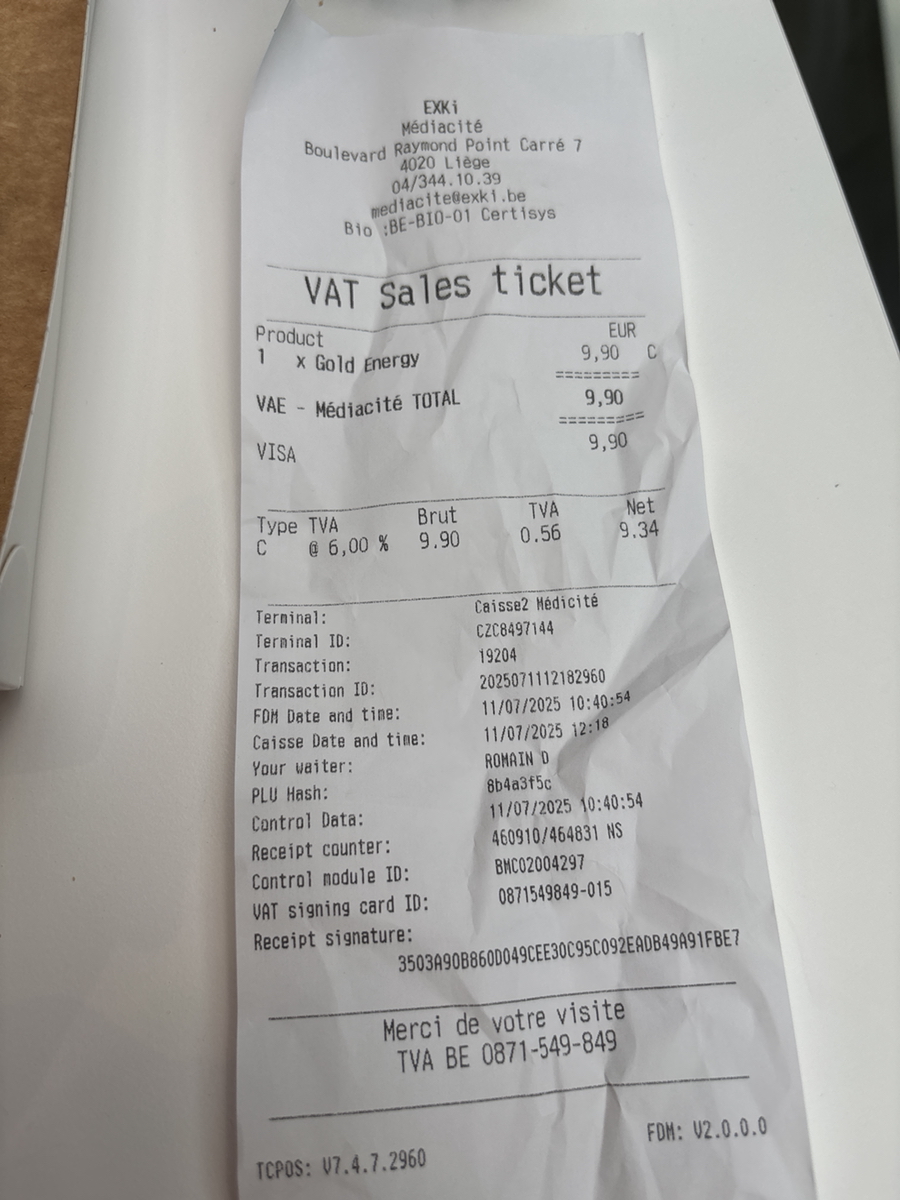 EXKi
Médiacité
Boulevard Raymond Point Carré 7
4020 Liège
04/344.10.39
mediacite@exki.be
Bio :BE-BIO-01 Certisys
VAT Sales ticket
Product EUR
1 x Gold Energy 9,90 C
=========
VAE - Médiacité TOTAL 9,90
=========
VISA 9,90
Type TVA Brut TVA Net
C @ 6,00 % 9.90 0.56 9.34
Terminal: Caisse2 Médicité
Terminal ID: CZC8497144
Transaction: 19204
Transaction ID: 2025071112182960
FDM Date and time: 11/07/2025 10:40:54
Caisse Date and time: 11/07/2025 12:18
Your waiter: ROMAIN D
PLU Hash: 8b4a3f5c
Control Data: 11/07/2025 10:40:54
Receipt counter: 460910/464831 NS
Control module ID: BMC02004297
VAT signing card ID: 0871549849-015
Receipt signature:
3503A90B860D049CEE30C95C092EADB49A91FBE7
Merci de votre visite
TVA BE 0871-549-849
FDM: V2.0.0.0
TCPOS: V7.4.7.2960